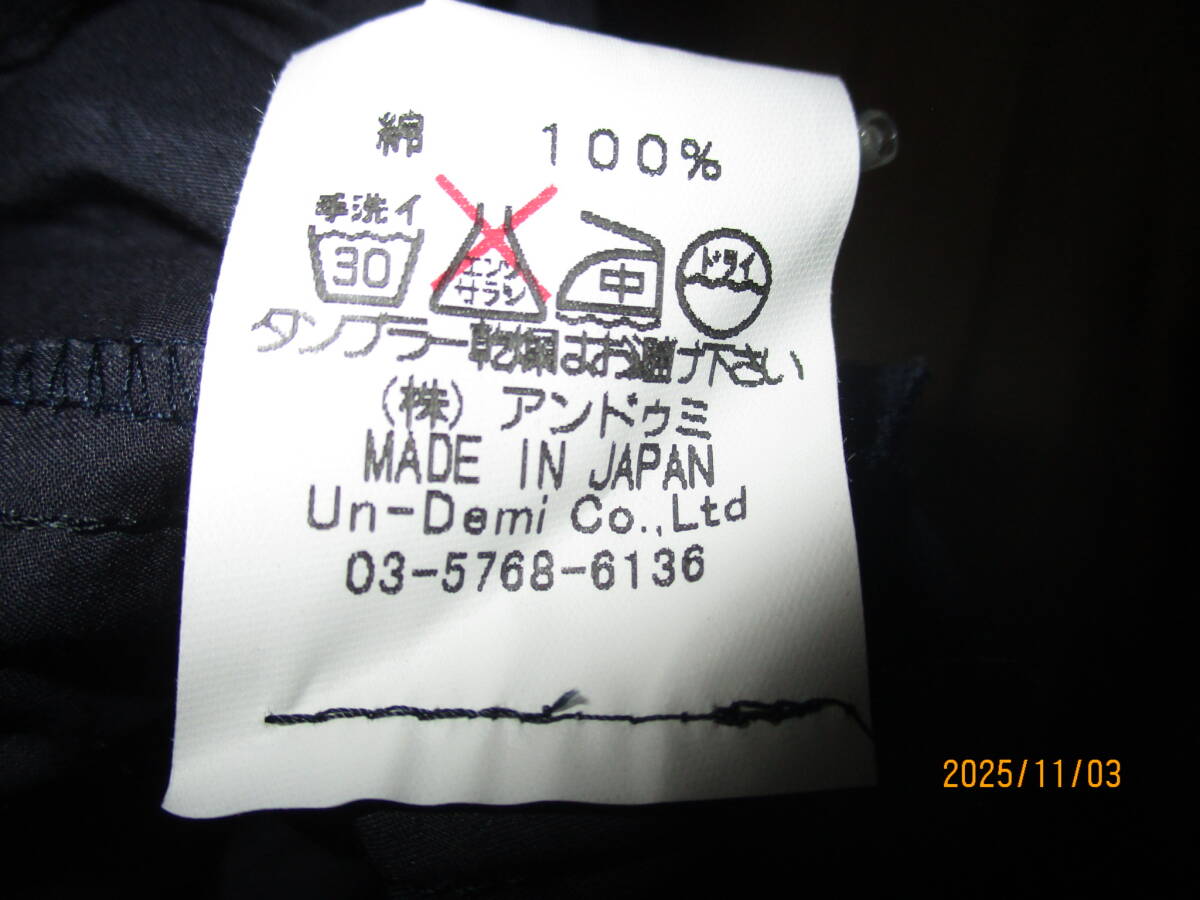 綿 100%
手洗イ
30 エンソ サラシ 中 ドライ
タンブラー乾燥はお避け下さい
(株) アンドゥミ
MADE IN JAPAN
Un-Demi Co.,Ltd
03-5768-6136
2025/11/03